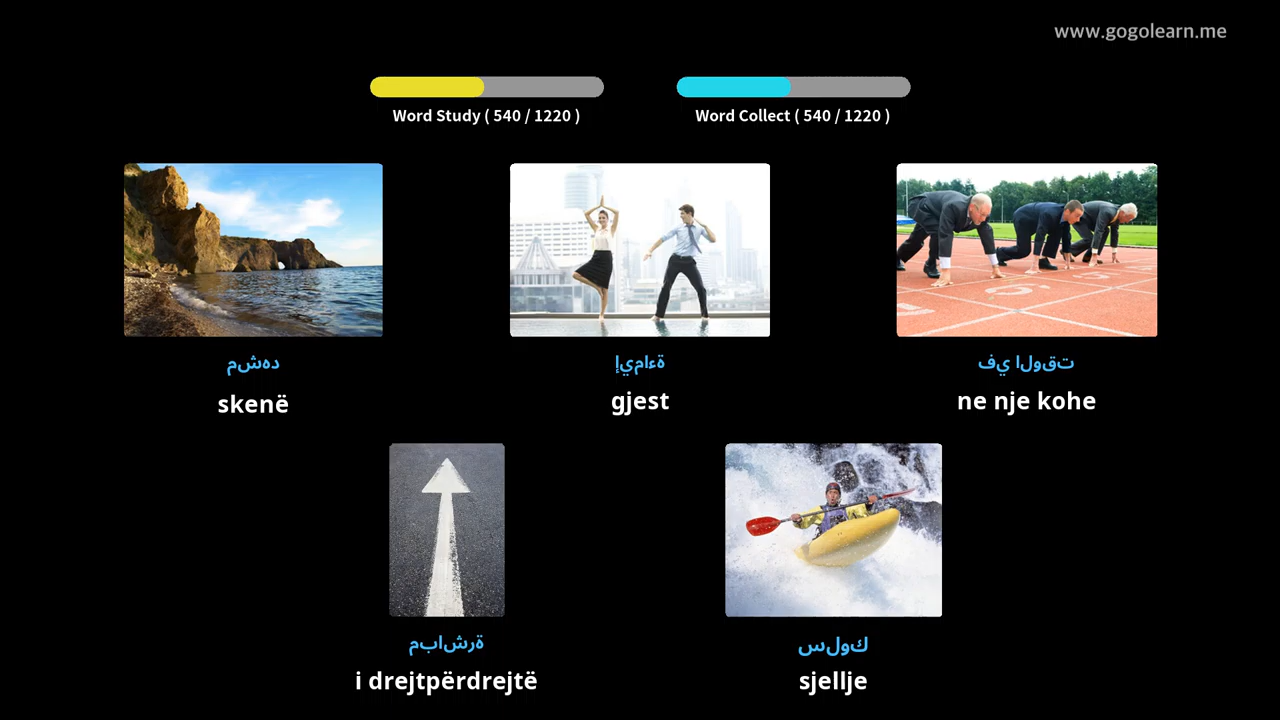 www.gogolearn.me
Word Study ( 540 / 1220 )
Word Collect ( 540 / 1220 )
مشهد
إيماءة
في الوقت
skenë
gjest
ne nje kohe
مباشرة
سلوك
i drejtpërdrejtë
sjellje